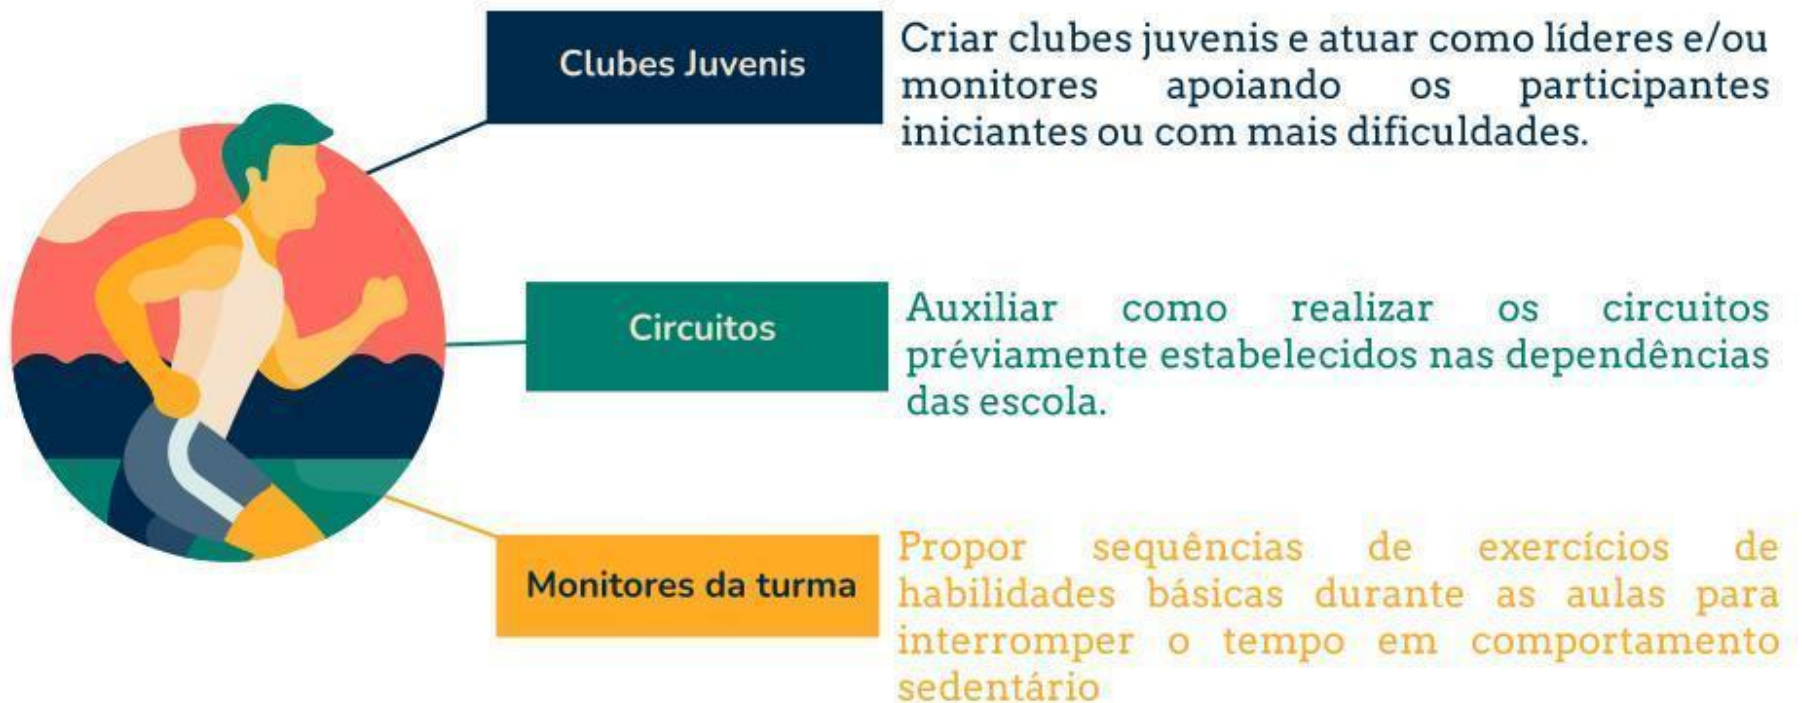 Clubes Juvenis
Criar clubes juvenis e atuar como líderes e/ou
monitores apoiando os participantes
iniciantes ou com mais dificuldades.
Circuitos
Auxiliar como realizar os circuitos
préviamente estabelecidos nas dependências
das escola.
Monitores da turma
Propor sequências de exercícios de
habilidades básicas durante as aulas para
interromper o tempo em comportamento
sedentário